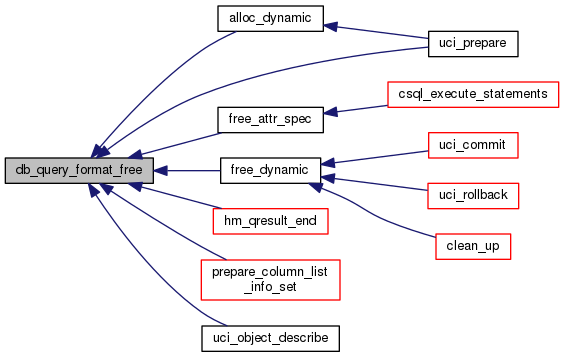 alloc_dynamic
uci_prepare
csql_execute_statements
free_attr_spec
uci_commit
db_query_format_free
free_dynamic
uci_rollback
hm_qresult_end
clean_up
prepare_column_list
_info_set
uci_object_describe